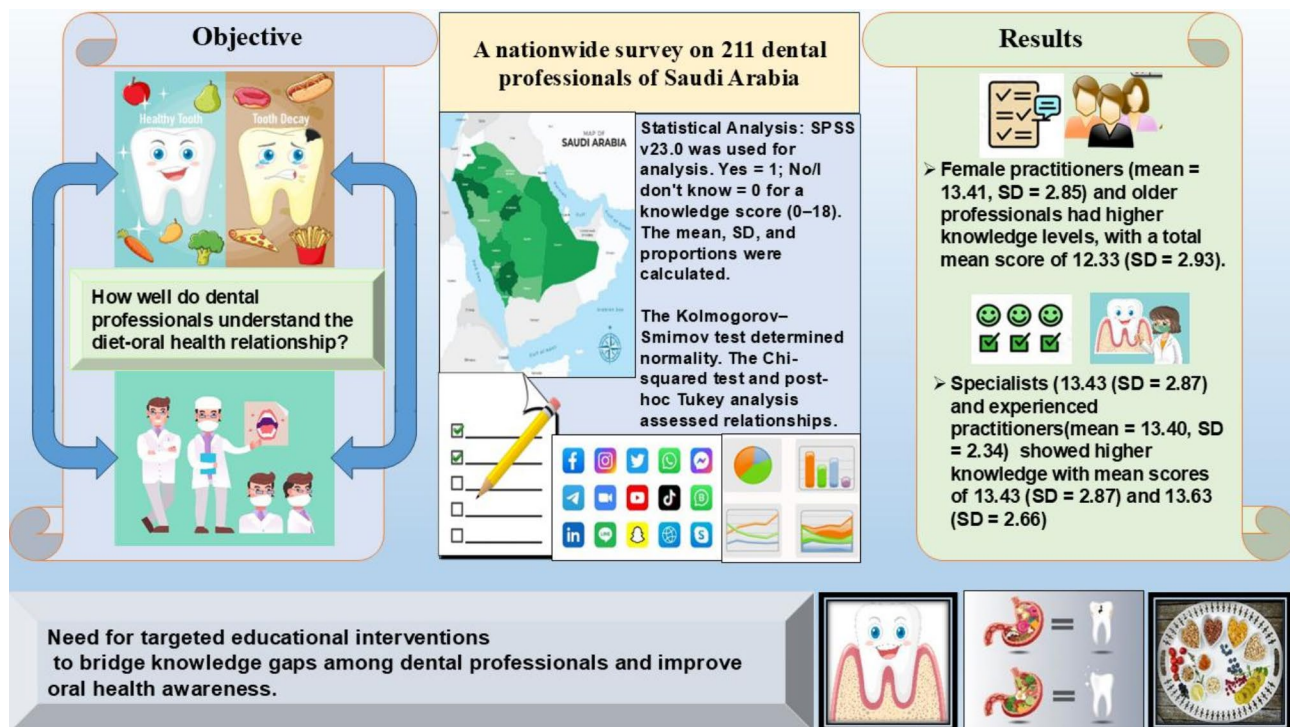 Objective
Healthy Tooth
Tooth Decay
How well do dental
professionals understand the
diet-oral health relationship?
A nationwide survey on 211 dental
professionals of Saudi Arabia
MAP OF
SAUDI ARABIA
Statistical Analysis: SPSS
v23.0 was used for
analysis. Yes = 1; No/I
don't know = 0 for a
knowledge score (0–18).
The mean, SD, and
proportions were
calculated.
The Kolmogorov–
Smirnov test determined
normality. The Chi-
squared test and post-
hoc Tukey analysis
assessed relationships.
Results
Female practitioners (mean =
13.41, SD = 2.85) and older
professionals had higher
knowledge levels, with a total
mean score of 12.33 (SD = 2.93).
Specialists (13.43 (SD = 2.87)
and experienced
practitioners(mean = 13.40, SD
= 2.34) showed higher
knowledge with mean scores
of 13.43 (SD = 2.87) and 13.63
(SD = 2.66)
Need for targeted educational interventions
to bridge knowledge gaps among dental professionals and improve
oral health awareness.